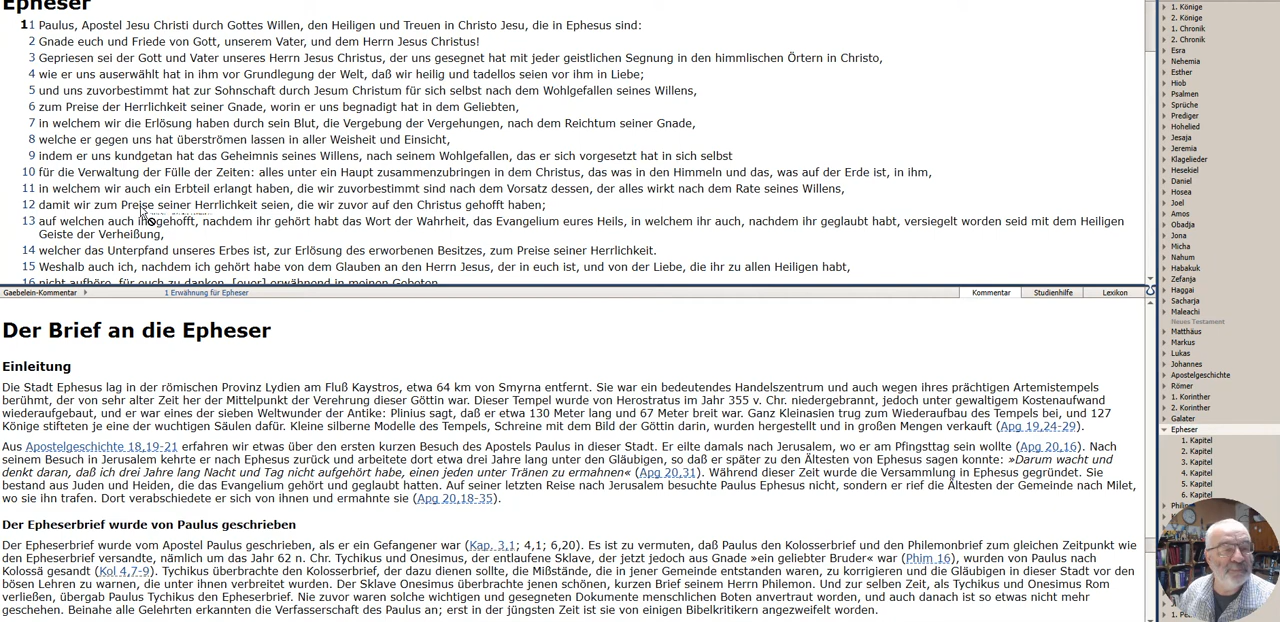 Epheser
11 Paulus, Apostel Jesu Christi durch Gottes Willen, den Heiligen und Treuen in Christo Jesu, die in Ephesus sind:
2 Gnade euch und Friede von Gott, unserem Vater, und dem Herrn Jesus Christus!
3 Gepriesen sei der Gott und Vater unseres Herrn Jesus Christus, der uns gesegnet hat mit jeder geistlichen Segnung in den himmlischen Örtern in Christo,
4 wie er uns auserwählt hat in ihm vor Grundlegung der Welt, daß wir heilig und tadellos seien vor ihm in Liebe;
5 und uns zuvorbestimmt hat zur Sohnschaft durch Jesum Christum für sich selbst nach dem Wohlgefallen seines Willens,
6 zum Preise der Herrlichkeit seiner Gnade, worin er uns begnadigt hat in dem Geliebten,
7 in welchem wir die Erlösung haben durch sein Blut, die Vergebung der Vergehungen, nach dem Reichtum seiner Gnade,
8 welche er gegen uns hat überströmen lassen in aller Weisheit und Einsicht,
9 indem er uns kundgetan hat das Geheimnis seines Willens, nach seinem Wohlgefallen, das er sich vorgesetzt hat in sich selbst
10 für die Verwaltung der Fülle der Zeiten: alles unter ein Haupt zusammenzubringen in dem Christus, das was in den Himmeln und das, was auf der Erde ist, in ihm,
11 in welchem wir auch ein Erbteil erlangt haben, die wir zuvorbestimmt sind nach dem Vorsatz dessen, der alles wirkt nach dem Rate seines Willens,
12 damit wir zum Preise seiner Herrlichkeit seien, die wir zuvor auf den Christus gehofft haben;
13 auf welchen auch gehofft, nachdem ihr gehört habt das Wort der Wahrheit, das Evangelium eures Heils, in welchem ihr auch, nachdem ihr geglaubt habt, versiegelt worden seid mit dem Heiligen
Geiste der Verheißung,
14 welcher das Unterpfand unseres Erbes ist, zur Erlösung des erworbenen Besitzes, zum Preise seiner Herrlichkeit.
15 Weshalb auch ich, nachdem ich gehört habe von dem Glauben an den Herrn Jesus, der in euch ist, und von der Liebe, die ihr zu allen Heiligen habt,
16 nicht aufhöre, für euch zu danken, [euer] erwähnend in meinen Gebeten,
Gaebelein-Kommentar
1 Erwähnung für Epheser
Kommentar
Studienhilfe
Lexikon
Der Brief an die Epheser
Einleitung
Die Stadt Ephesus lag in der römischen Provinz Lydien am Fluß Kaystros, etwa 64 km von Smyrna entfernt. Sie war ein bedeutendes Handelszentrum und auch wegen ihres prächtigen Artemistempels
berühmt, der von sehr alter Zeit her der Mittelpunkt der Verehrung dieser Göttin war. Dieser Tempel wurde von Herostratus im Jahr 355 v. Chr. niedergebrannt, jedoch unter gewaltigem Kostenaufwand
wiederaufgebaut, und er war eines der sieben Weltwunder der Antike: Plinius sagt, daß er etwa 130 Meter lang und 67 Meter breit war. Ganz Kleinasien trug zum Wiederaufbau des Tempels bei, und 127
Könige stifteten je eine der wuchtigen Säulen dafür. Kleine silberne Modelle des Tempels, Schreine mit dem Bild der Göttin darin, wurden hergestellt und in großen Mengen verkauft (Apg 19,24-29).
Aus Apostelgeschichte 18,19-21 erfahren wir etwas über den ersten kurzen Besuch des Apostels Paulus in dieser Stadt. Er eilte damals nach Jerusalem, wo er am Pfingsttag sein wollte (Apg 20,16). Nach
seinem Besuch in Jerusalem kehrte er nach Ephesus zurück und arbeitete dort etwa drei Jahre lang unter den Gläubigen, so daß er später zu den Ältesten von Ephesus sagen konnte: »Darum wacht und
denkt daran, daß ich drei Jahre lang Nacht und Tag nicht aufgehört habe, einen jeden unter Tränen zu ermahnen« (Apg 20,31). Während dieser Zeit wurde die Versammlung in Ephesus gegründet. Sie
bestand aus Juden und Heiden, die das Evangelium gehört und geglaubt hatten. Auf seiner letzten Reise nach Jerusalem besuchte Paulus Ephesus nicht, sondern er rief die Ältesten der Gemeinde nach Milet,
wo sie ihn trafen. Dort verabschiedete er sich von ihnen und ermahnte sie (Apg 20,18-35).
Der Epheserbrief wurde von Paulus geschrieben
Der Epheserbrief wurde vom Apostel Paulus geschrieben, als er ein Gefangener war (Kap. 3,1; 4,1; 6,20). Es ist zu vermuten, daß Paulus den Kolosserbrief und den Philemonbrief zum gleichen Zeitpunkt wie
den Epheserbrief versandte, nämlich um das Jahr 62 n. Chr. Tychikus und Onesimus, der entlaufene Sklave, der jetzt jedoch aus Gnade »ein geliebter Bruder« war (Phim 16), wurden von Paulus nach
Kolossä gesandt (Kol 4,7-9). Tychikus überbrachte den Kolosserbrief, der dazu dienen sollte, die Mißstände, die in jener Gemeinde entstanden waren, zu korrigieren und die Gläubigen in dieser Stadt vor den
bösen Lehren zu warnen, die unter ihnen verbreitet wurden. Der Sklave Onesimus überbrachte jenen schönen, kurzen Brief seinem Herrn Philemon. Und zur selben Zeit, als Tychikus und Onesimus Rom
verließen, übergab Paulus Tychikus den Epheserbrief. Nie zuvor waren solche wichtigen und gesegneten Dokumente menschlichen Boten anvertraut worden, und auch danach ist so etwas nicht mehr
geschehen. Beinahe alle Gelehrten erkannten die Verfasserschaft des Paulus an; erst in der jüngsten Zeit ist sie von einigen Bibelkritikern angezweifelt worden.
1. Könige
2. Könige
1. Chronik
2. Chronik
Esra
Nehemia
Esther
Hiob
Psalmen
Sprüche
Prediger
Hohelied
Jesaja
Jeremia
Klagelieder
Hesekiel
Daniel
Hosea
Joel
Amos
Obadja
Jona
Micha
Nahum
Habakuk
Zefanja
Haggai
Sacharja
Maleachi
Neues Testament
Matthäus
Markus
Lukas
Johannes
Apostelgeschichte
Römer
1. Korinther
2. Korinther
Galater
Epheser
1. Kapitel
2. Kapitel
3. Kapitel
4. Kapitel
5. Kapitel
6. Kapitel